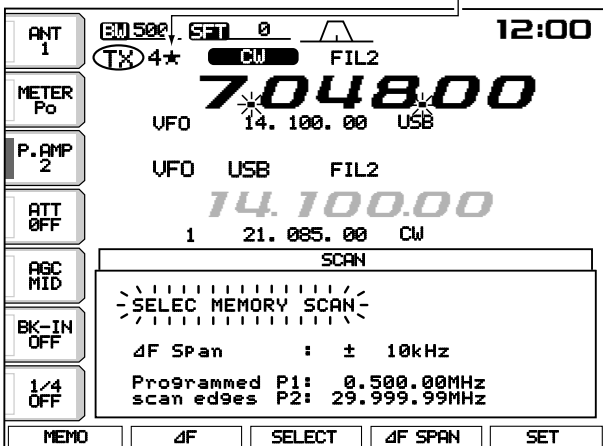 ANT
1
BW 500 SFT 0
12:00
TX 4★ CW FIL2
METER
Po
7.048.00
VFO 14. 100. 00 USB
P.AMP
2
VFO USB FIL2
ATT
OFF
14.100.00
1 21. 085. 00 CW
AGC
MID
SCAN
SELEC MEMORY SCAN
BK-IN
OFF
ΔF SPan : ± 10kHz
1/4
OFF
Programmed P1: 0.500.00MHz
scan edges P2: 29.999.99MHz
MEMO ΔF SELECT ΔF SPAN SET